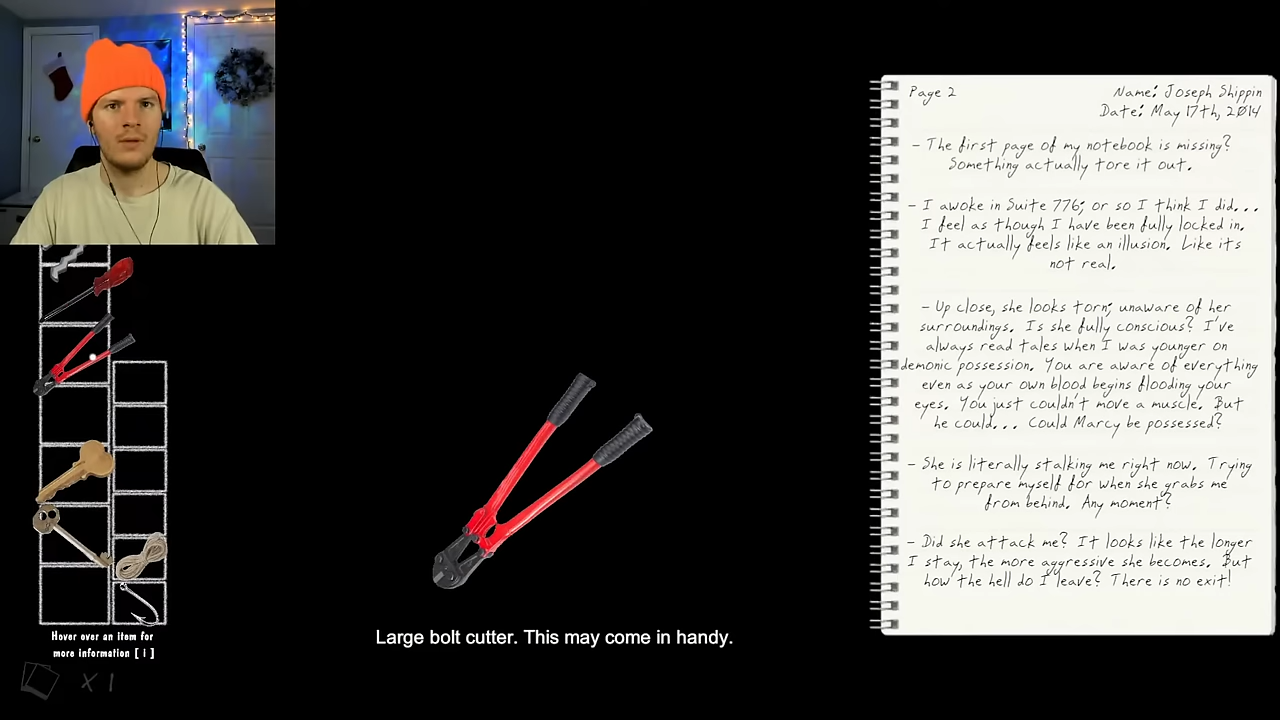 Page 2
Name: Joseph Shippin
Date: May 17th, 2014
- The first page of my notebook is missing?
Something actually tore it out.
- I awoke in Suite 776; or so I think I did...
I feel as though I have been fully locked in.
It actually feels like an illusion. Like its
not real.
- Up close, she looks torn; unaware of her
surroundings. Is she fully conscious? I've
always read tales when I was younger on
demonic possession. You are aware of everything
even as your own blood begins flooding your
eyes. You just couldn't move a muscle. But
he could... Could Marcy be possessed?
- She is literally stalking me right now. Trying
to prepare myself for when she grabs me
from behind. Any moment?
- Did she attack me? It looks like the longer
I stay, the more aggressive she becomes. But
how the hell do I leave? There is no exit!
Large bolt cutter. This may come in handy.
Hover over an item for
more information [ I ]
X 1